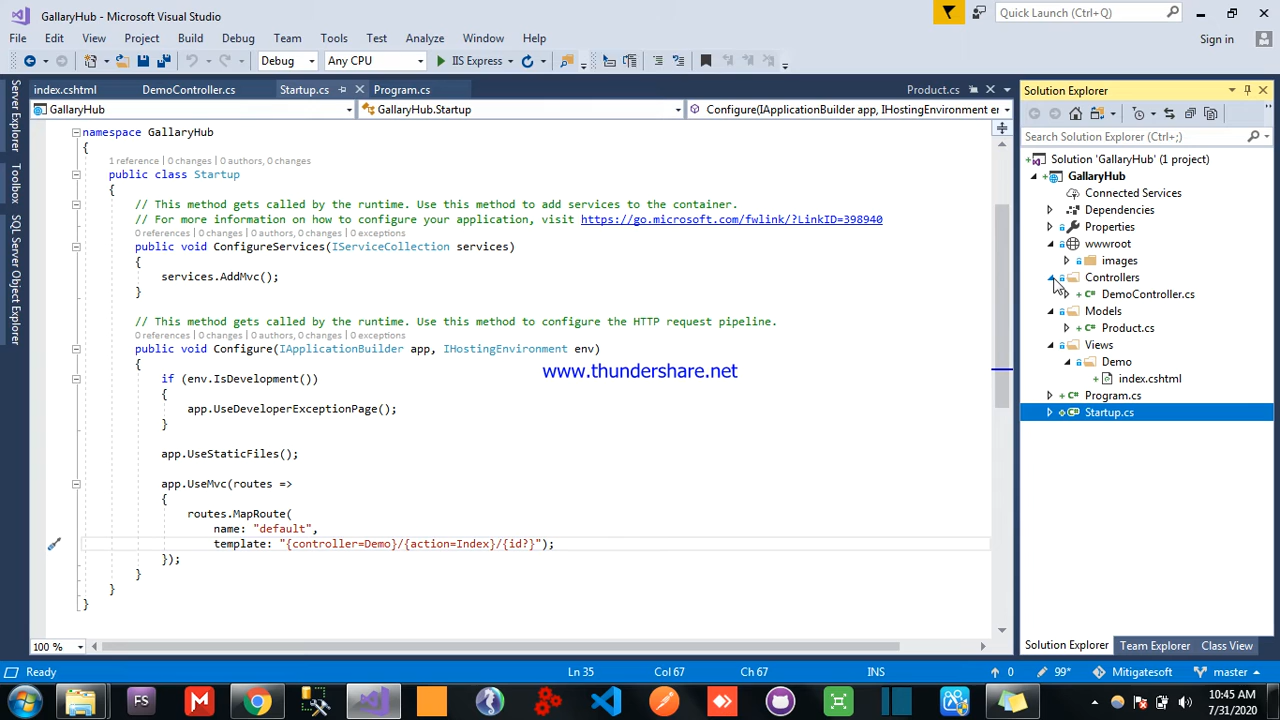 GallaryHub - Microsoft Visual Studio
Quick Launch (Ctrl+Q)
File Edit View Project Build Debug Team Tools Test Analyze Window Help
Sign in
Debug Any CPU IIS Express
Server Explorer
Toolbox
SQL Server Object Explorer
index.cshtml DemoController.cs Startup.cs Program.cs Product.cs
GallaryHub GallaryHub.Startup Configure(IApplicationBuilder app, IHostingEnvironment en
namespace GallaryHub
{
1 reference | 0 changes | 0 authors, 0 changes
public class Startup
{
// This method gets called by the runtime. Use this method to add services to the container.
// For more information on how to configure your application, visit https://go.microsoft.com/fwlink/?LinkID=398940
0 references | 0 changes | 0 authors, 0 changes | 0 exceptions
public void ConfigureServices(IServiceCollection services)
{
services.AddMvc();
}
// This method gets called by the runtime. Use this method to configure the HTTP request pipeline.
0 references | 0 changes | 0 authors, 0 changes | 0 exceptions
public void Configure(IApplicationBuilder app, IHostingEnvironment env)
{
if (env.IsDevelopment())
{
app.UseDeveloperExceptionPage();
}
app.UseStaticFiles();
app.UseMvc(routes =>
{
routes.MapRoute(
name: "default",
template: "{controller=Demo}/{action=Index}/{id?}");
});
}
}
}
www.thundershare.net
100 %
Solution Explorer
Search Solution Explorer (Ctrl+;)
Solution 'GallaryHub' (1 project)
GallaryHub
Connected Services
Dependencies
Properties
wwwroot
images
Controllers
DemoController.cs
Models
Product.cs
Views
Demo
index.cshtml
Program.cs
Startup.cs
Solution Explorer Team Explorer Class View
Ready Ln 35 Col 67 Ch 67 INS 0 99* Mitigatesoft master
FS
10:45 AM
7/31/2020